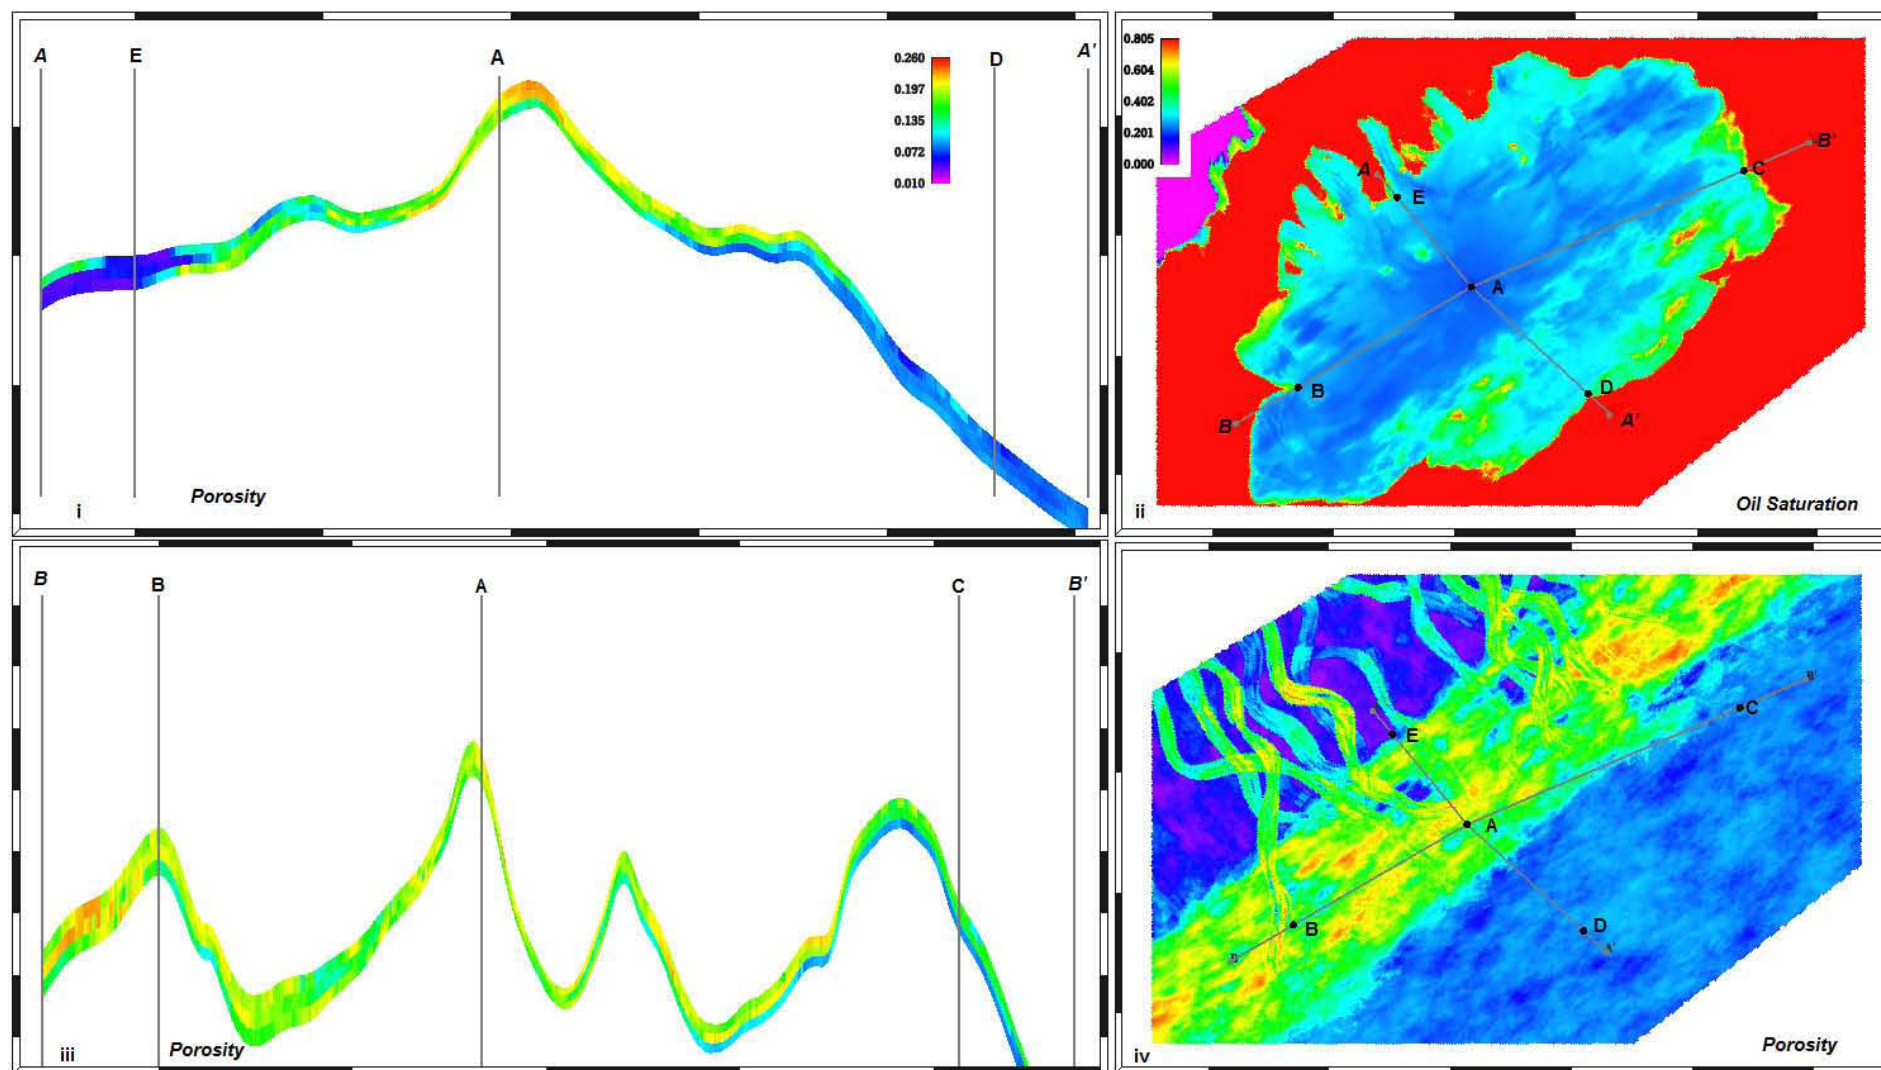 A E A D A'
0.260
0.197
0.135
0.072
0.010
Porosity
i
0.805
0.604
0.402
0.201
0.000
B'
C
A
E
A
D
B
A'
B
ii
Oil Saturation
B B A C B'
Porosity
iii
C
E
A
B
D
iv
Porosity